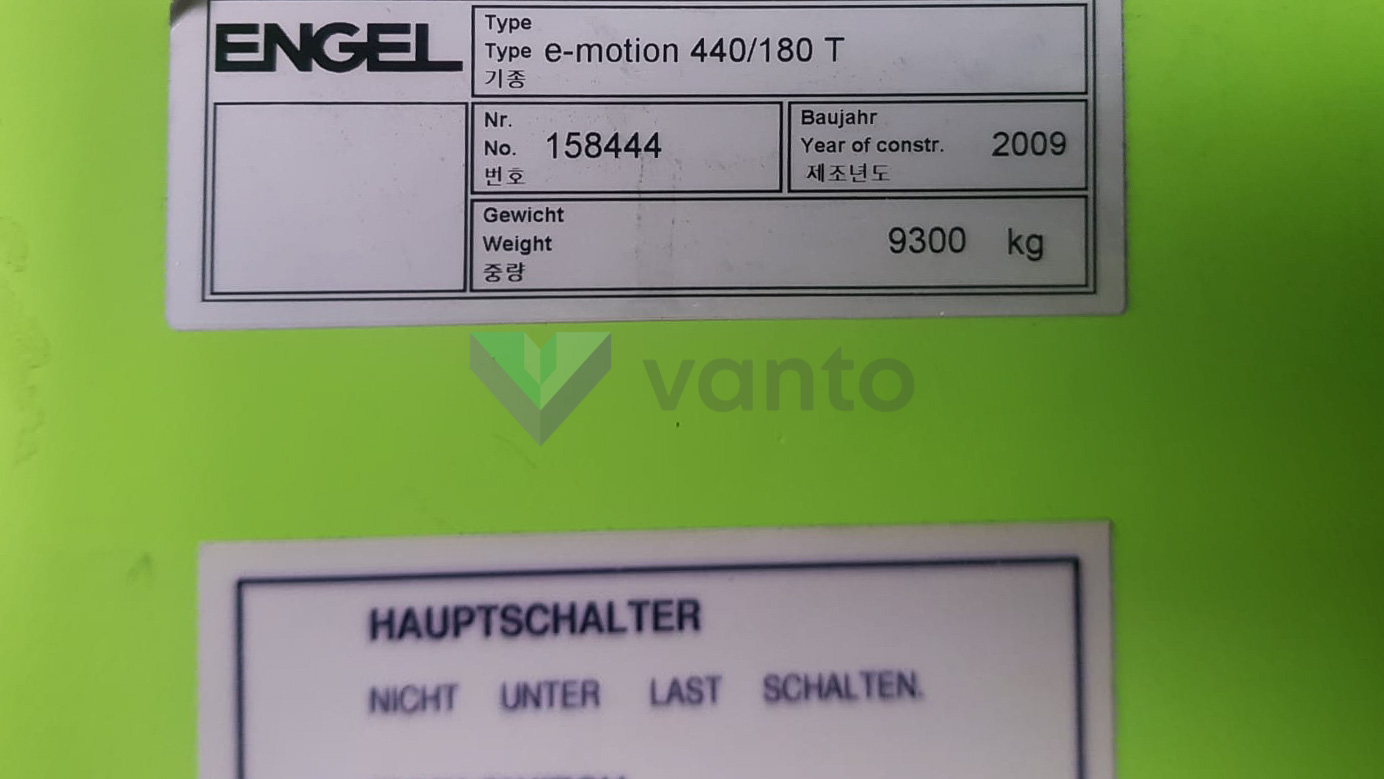 ENGEL
Type
Type e-motion 440/180 T
기종
Nr.
No. 158444
번호
Baujahr
Year of constr. 2009
제조년도
Gewicht
Weight 9300 kg
중량
vanto
HAUPTSCHALTER
NICHT UNTER LAST SCHALTEN.